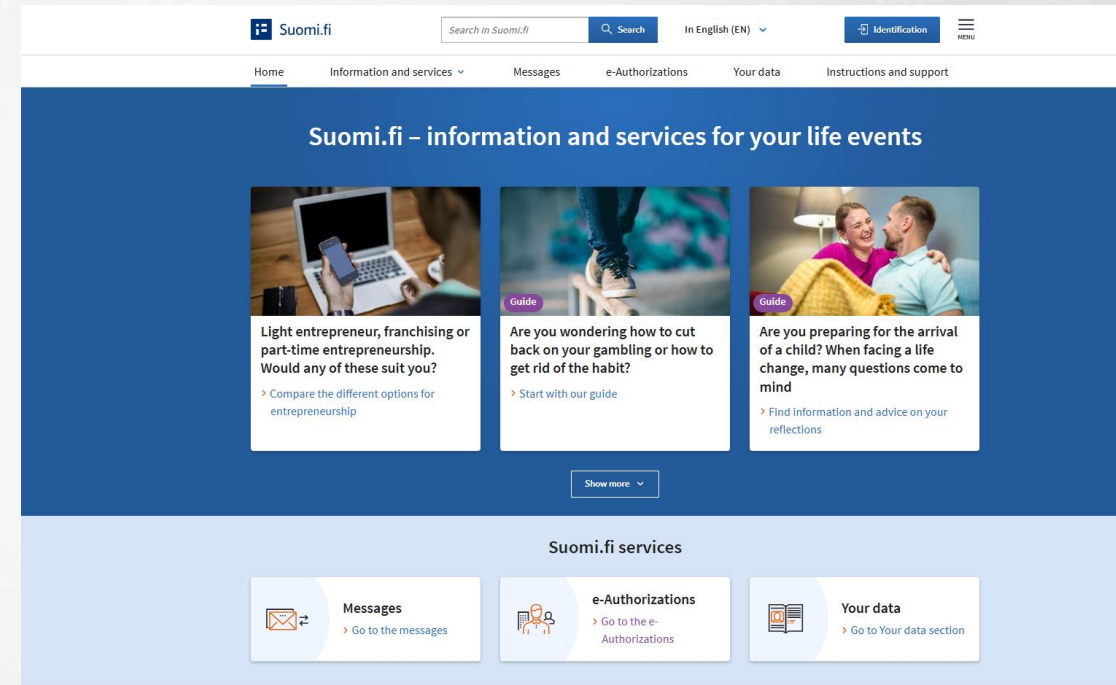 Suomi.fi
Search in Suomi.fi
Search
In English (EN)
Identification
MENU
Home
Information and services
Messages
e-Authorizations
Your data
Instructions and support
Suomi.fi – information and services for your life events
Light entrepreneur, franchising or
part-time entrepreneurship.
Would any of these suit you?
Compare the different options for
entrepreneurship
Guide
Are you wondering how to cut
back on your gambling or how to
get rid of the habit?
Start with our guide
Guide
Are you preparing for the arrival
of a child? When facing a life
change, many questions come to
mind
Find information and advice on your
reflections
Show more
Suomi.fi services
Messages
Go to the messages
e-Authorizations
Go to the e-
Authorizations
Your data
Go to Your data section